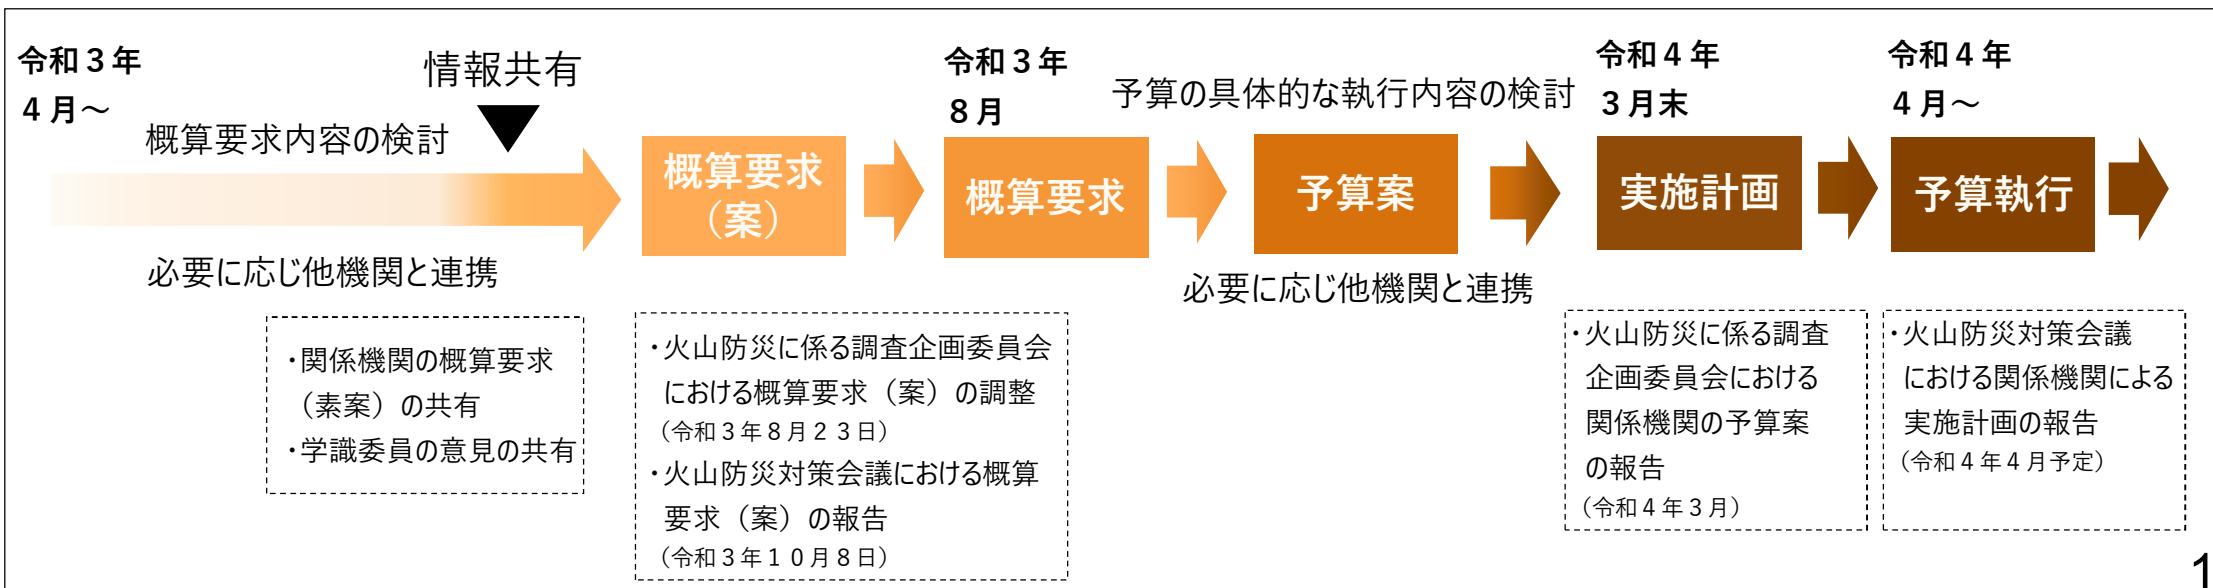 令和３年
４月～
情報共有
概算要求内容の検討
必要に応じ他機関と連携
・関係機関の概算要求
（素案）の共有
・学識委員の意見の共有
概算要求
（案）
・火山防災に係る調査企画委員会
における概算要求（案）の調整
（令和３年８月２３日）
・火山防災対策会議における概算
要求（案）の報告
（令和３年１０月８日）
令和３年
８月
概算要求
予算の具体的な執行内容の検討
予算案
必要に応じ他機関と連携
令和４年
３月末
実施計画
・火山防災に係る調査
企画委員会における
関係機関の予算案
の報告
（令和４年３月）
令和４年
４月～
予算執行
・火山防災対策会議
における関係機関による
実施計画の報告
（令和４年４月予定）
1